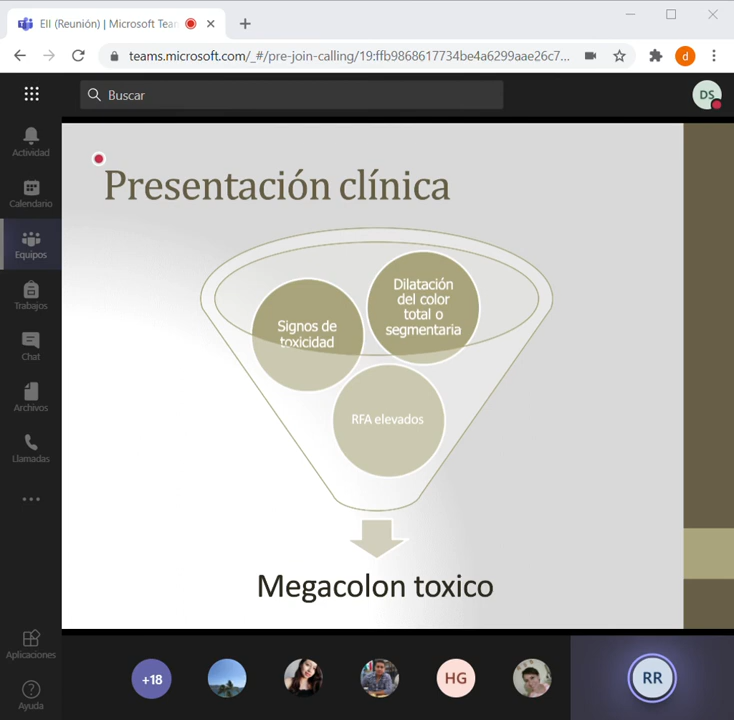 EII (Reunión) | Microsoft Tean
teams.microsoft.com/_#/pre-join-calling/19:ffb9868617734be4a6299aae26c7...
d
Buscar
DS
Actividad
Calendario
Equipos
Trabajos
Chat
Archivos
Llamadas
Aplicaciones
Ayuda
Presentación clínica
Dilatación
del color
total o
segmentaria
Signos de
toxicidad
RFA elevados
Megacolon toxico
+18
HG
RR